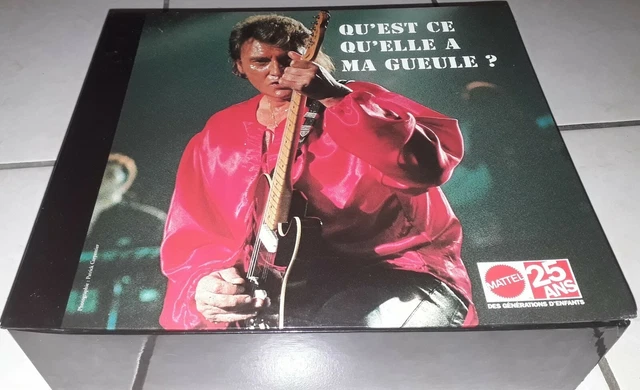 QU'EST CE
QU'ELLE A
MA GUEULE ?
MATTEL
25
ANS
DES GÉNÉRATIONS D'ENFANTS